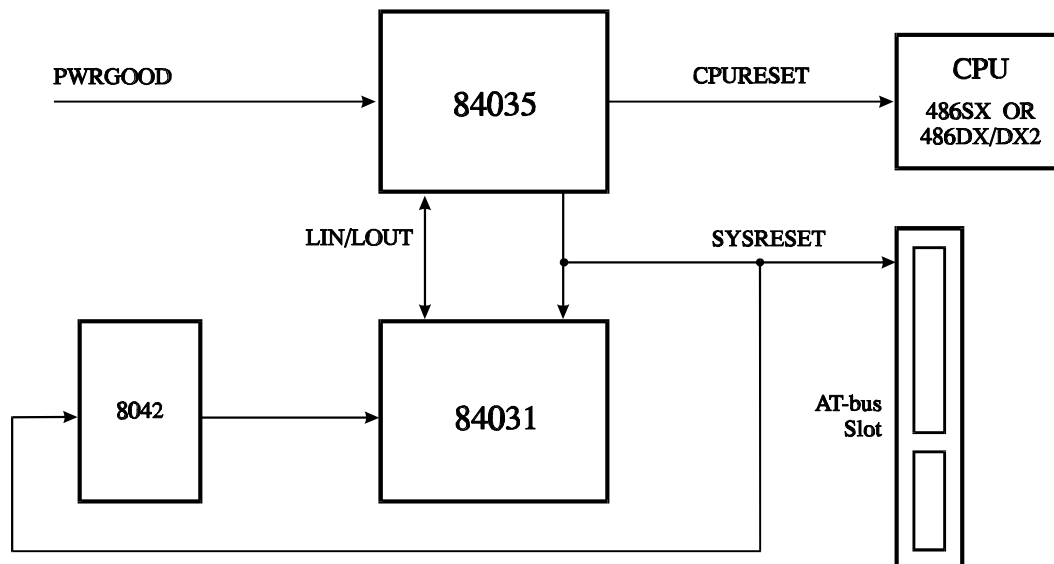 PWRGOOD
84035
CPURESET
CPU
486SX OR
486DX/DX2
LIN/LOUT
SYSRESET
8042
84031
AT-bus
Slot